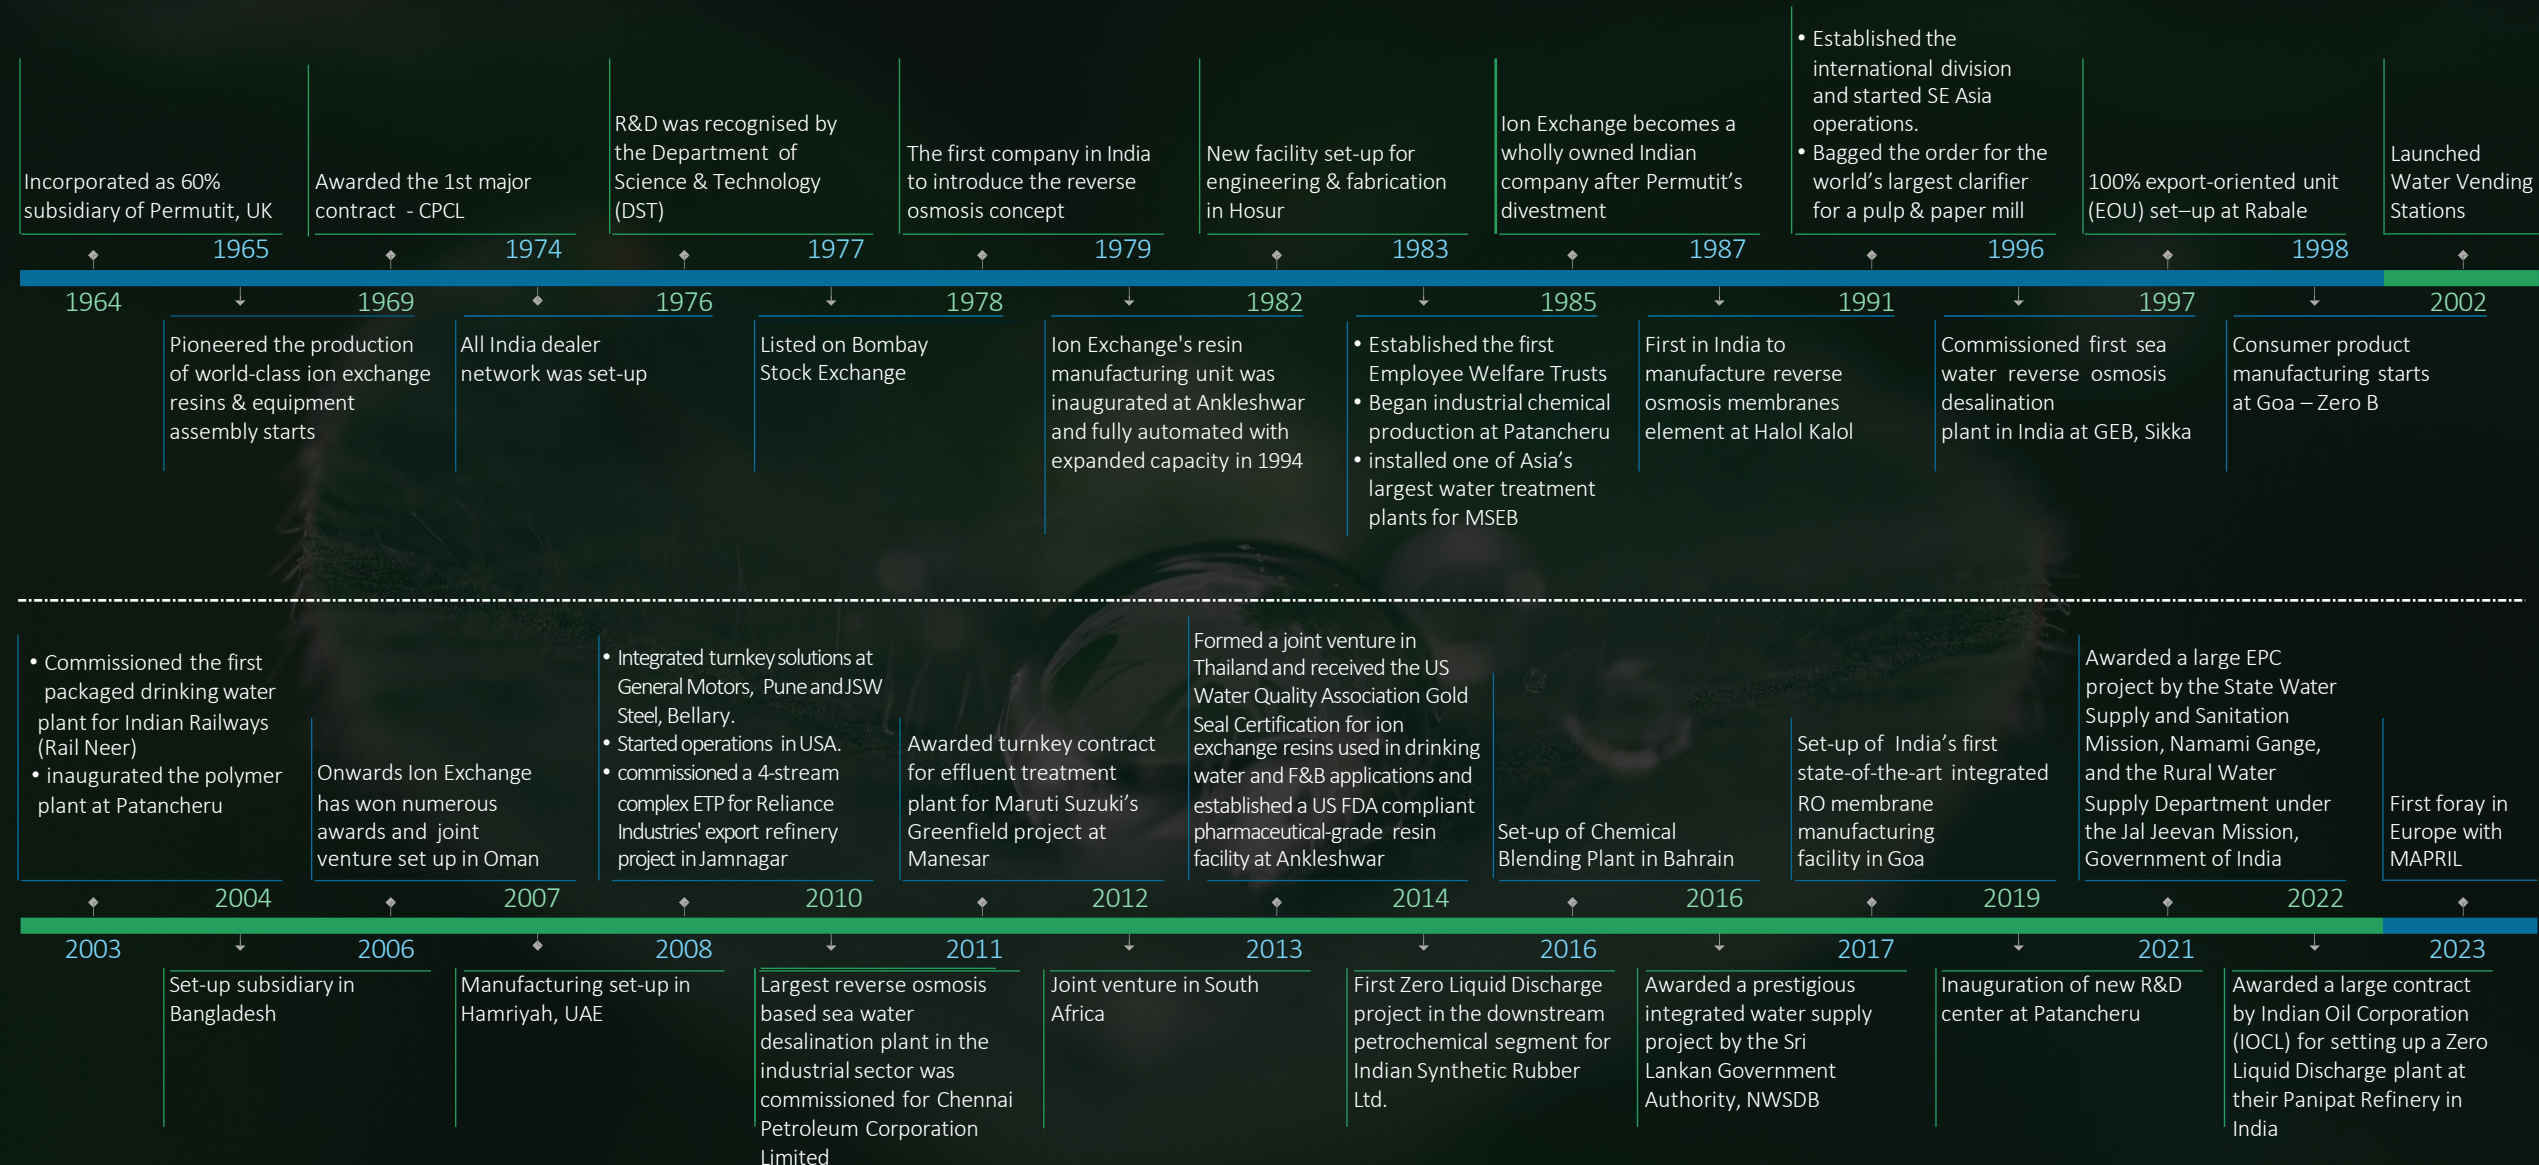 Incorporated as 60%
subsidiary of Permutit, UK
1964
1965
Pioneered the production
of world-class ion exchange
resins & equipment
assembly starts
Awarded the 1st major
contract - CPCL
1969
1974
All India dealer
network was set-up
R&D was recognised by
the Department of
Science & Technology
(DST)
1976
1977
Listed on Bombay
Stock Exchange
The first company in India
to introduce the reverse
osmosis concept
1978
1979
Ion Exchange's resin
manufacturing unit was
inaugurated at Ankleshwar
and fully automated with
expanded capacity in 1994
New facility set-up for
engineering & fabrication
in Hosur
1982
1983
• Established the first
Employee Welfare Trusts
• Began industrial chemical
production at Patancheru
• installed one of Asia’s
largest water treatment
plants for MSEB
Ion Exchange becomes a
wholly owned Indian
company after Permutit’s
divestment
1985
1987
First in India to
manufacture reverse
osmosis membranes
element at Halol Kalol
• Established the
international division
and started SE Asia
operations.
• Bagged the order for the
world’s largest clarifier
for a pulp & paper mill
1991
1996
Commissioned first sea
water reverse osmosis
desalination
plant in India at GEB, Sikka
100% export-oriented unit
(EOU) set–up at Rabale
1997
1998
Consumer product
manufacturing starts
at Goa – Zero B
Launched
Water Vending
Stations
2002
• Commissioned the first
packaged drinking water
plant for Indian Railways
(Rail Neer)
• inaugurated the polymer
plant at Patancheru
2003
2004
Set-up subsidiary in
Bangladesh
Onwards Ion Exchange
has won numerous
awards and joint
venture set up in Oman
2006
2007
Manufacturing set-up in
Hamriyah, UAE
• Integrated turnkey solutions at
General Motors, Pune and JSW
Steel, Bellary.
• Started operations in USA.
• commissioned a 4-stream
complex ETP for Reliance
Industries' export refinery
project in Jamnagar
2008
2010
Largest reverse osmosis
based sea water
desalination plant in the
industrial sector was
commissioned for Chennai
Petroleum Corporation
Limited
Awarded turnkey contract
for effluent treatment
plant for Maruti Suzuki’s
Greenfield project at
Manesar
2011
2012
Joint venture in South
Africa
Formed a joint venture in
Thailand and received the US
Water Quality Association Gold
Seal Certification for ion
exchange resins used in drinking
water and F&B applications and
established a US FDA compliant
pharmaceutical-grade resin
facility at Ankleshwar
2013
2014
First Zero Liquid Discharge
project in the downstream
petrochemical segment for
Indian Synthetic Rubber
Ltd.
Set-up of Chemical
Blending Plant in Bahrain
2016
2016
Awarded a prestigious
integrated water supply
project by the Sri
Lankan Government
Authority, NWSDB
Set-up of India’s first
state-of-the-art integrated
RO membrane
manufacturing
facility in Goa
2017
2019
Inauguration of new R&D
center at Patancheru
Awarded a large EPC
project by the State Water
Supply and Sanitation
Mission, Namami Gange,
and the Rural Water
Supply Department under
the Jal Jeevan Mission,
Government of India
2021
2022
Awarded a large contract
by Indian Oil Corporation
(IOCL) for setting up a Zero
Liquid Discharge plant at
their Panipat Refinery in
India
First foray in
Europe with
MAPRIL
2023